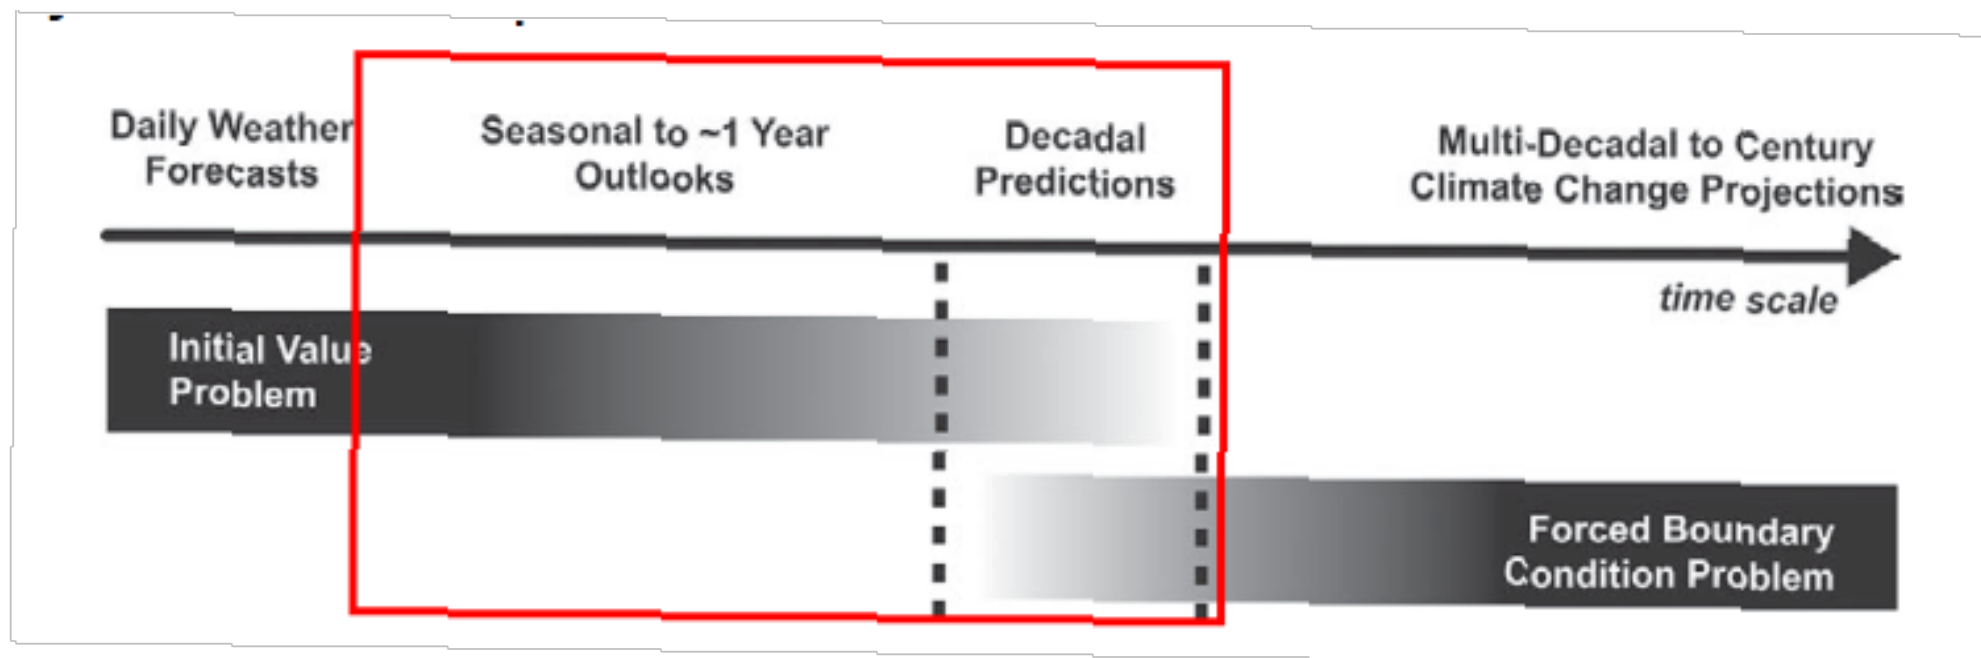 Daily Weather
Forecasts
Seasonal to ~1 Year
Outlooks
Decadal
Predictions
Multi-Decadal to Century
Climate Change Projections
time scale
Initial Value
Problem
Forced Boundary
Condition Problem